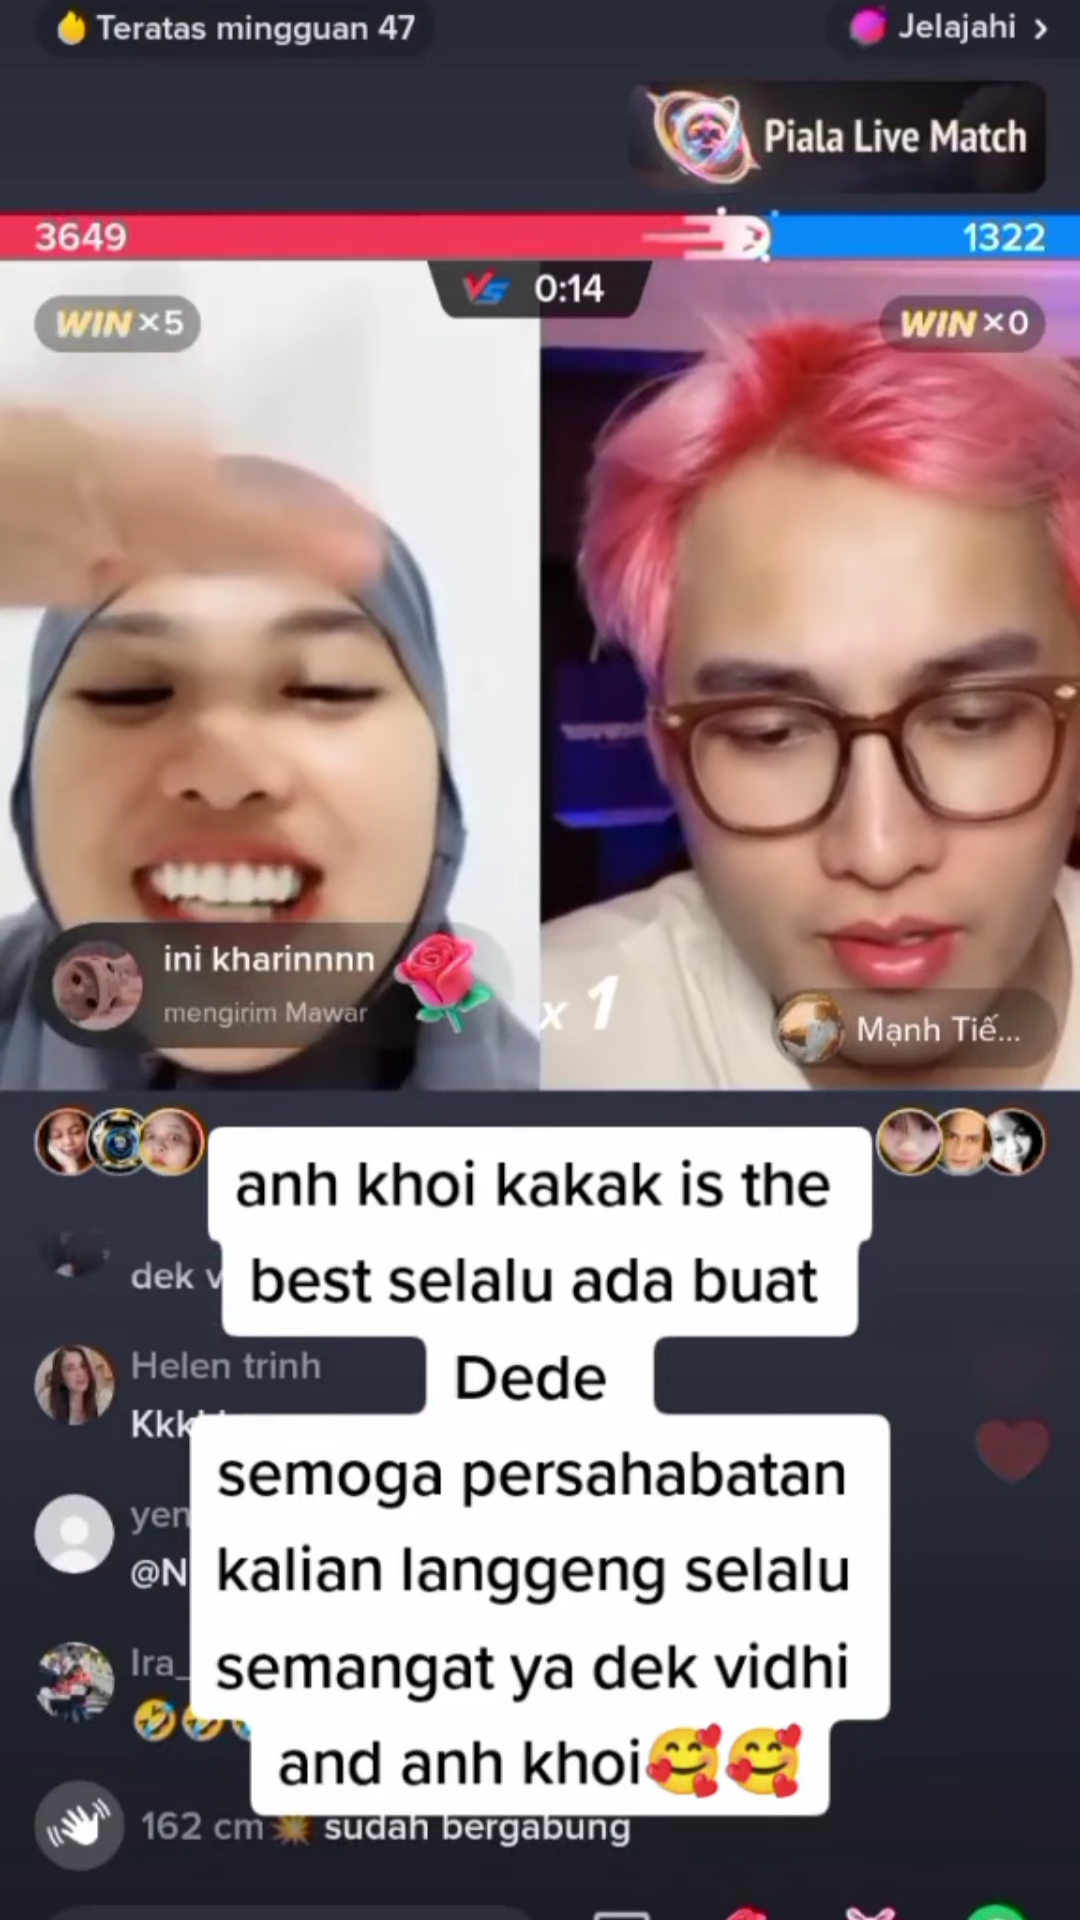 Teratas mingguan 47
Jelajahi >
Piala Live Match
3649
1322
VS 0:14
WIN ×5
WIN ×0
ini kharinnnn
mengirim Mawar
x 1
Mạnh Tiế...
anh khoi kakak is the
best selalu ada buat
Dede
semoga persahabatan
kalian langgeng selalu
semangat ya dek vidhi
and anh khoi🥰🥰
dek
Helen trinh
162 cm💥 sudah bergabung